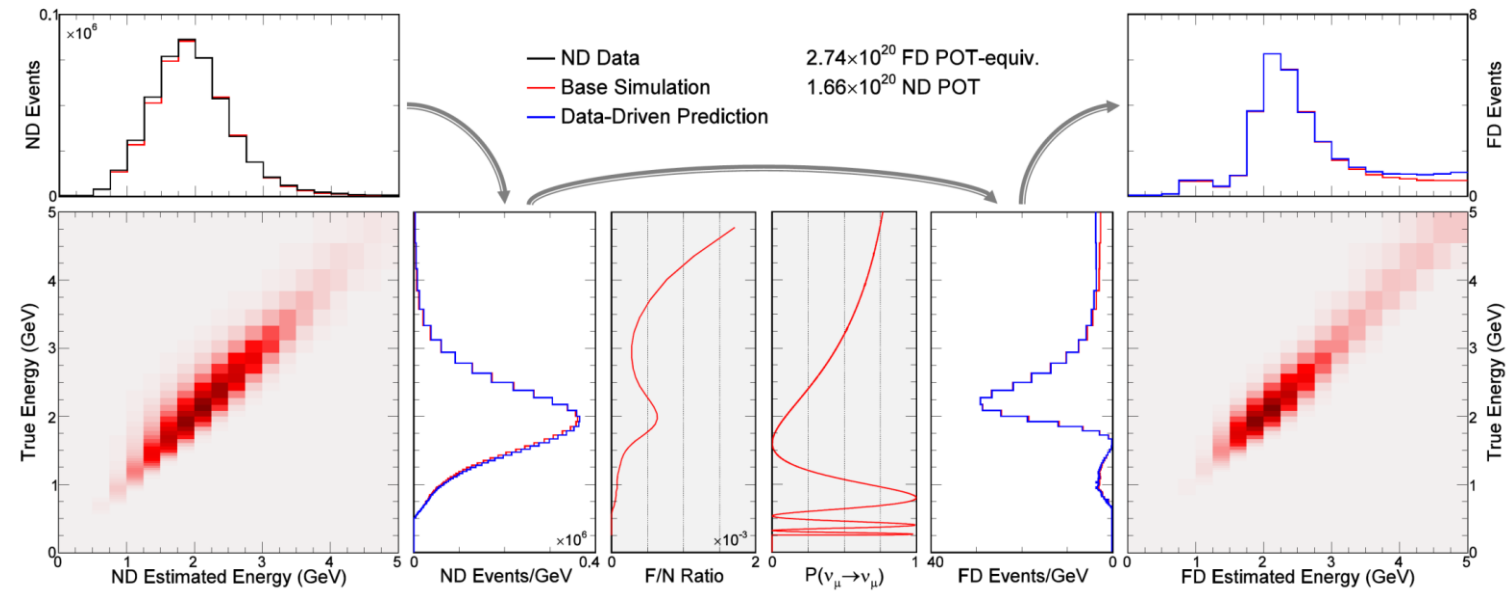 0.1
×10⁶
ND Events
0
ND Data 2.74×10²⁰ FD POT-equiv.
Base Simulation 1.66×10²⁰ ND POT
Data-Driven Prediction
8
FD Events
4
0
5
4
3
2
1
0
True Energy (GeV)
1 2 3 4 5
ND Estimated Energy (GeV)
×10⁶
0 0.4
ND Events/GeV
×10⁻³
0 2
F/N Ratio
0 1
P(νμ→νμ)
40 0
FD Events/GeV
5
4
3
2
1
0
True Energy (GeV)
0 1 2 3 4 5
FD Estimated Energy (GeV)